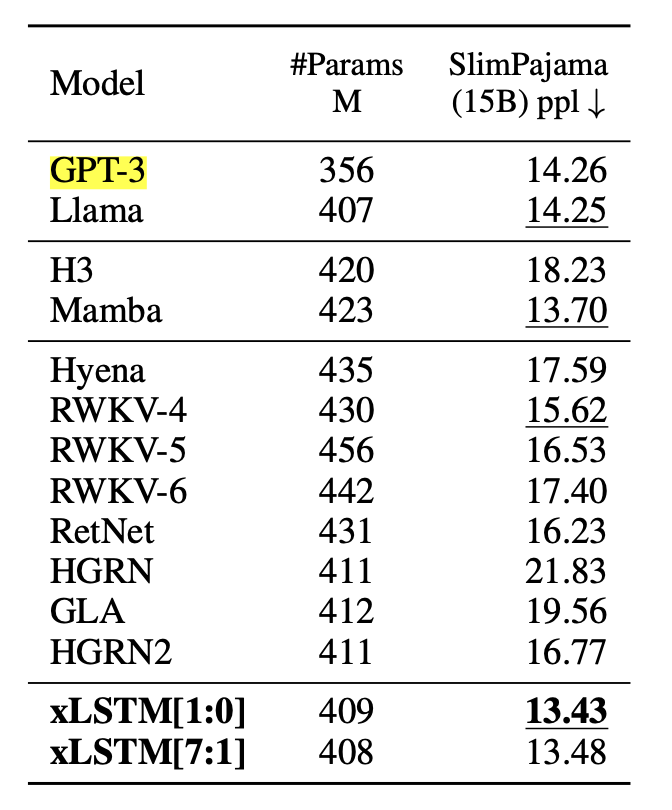 Model #Params M SlimPajama (15B) ppl ↓
GPT-3 356 14.26
Llama 407 14.25
H3 420 18.23
Mamba 423 13.70
Hyena 435 17.59
RWKV-4 430 15.62
RWKV-5 456 16.53
RWKV-6 442 17.40
RetNet 431 16.23
HGRN 411 21.83
GLA 412 19.56
HGRN2 411 16.77
xLSTM[1:0] 409 13.43
xLSTM[7:1] 408 13.48